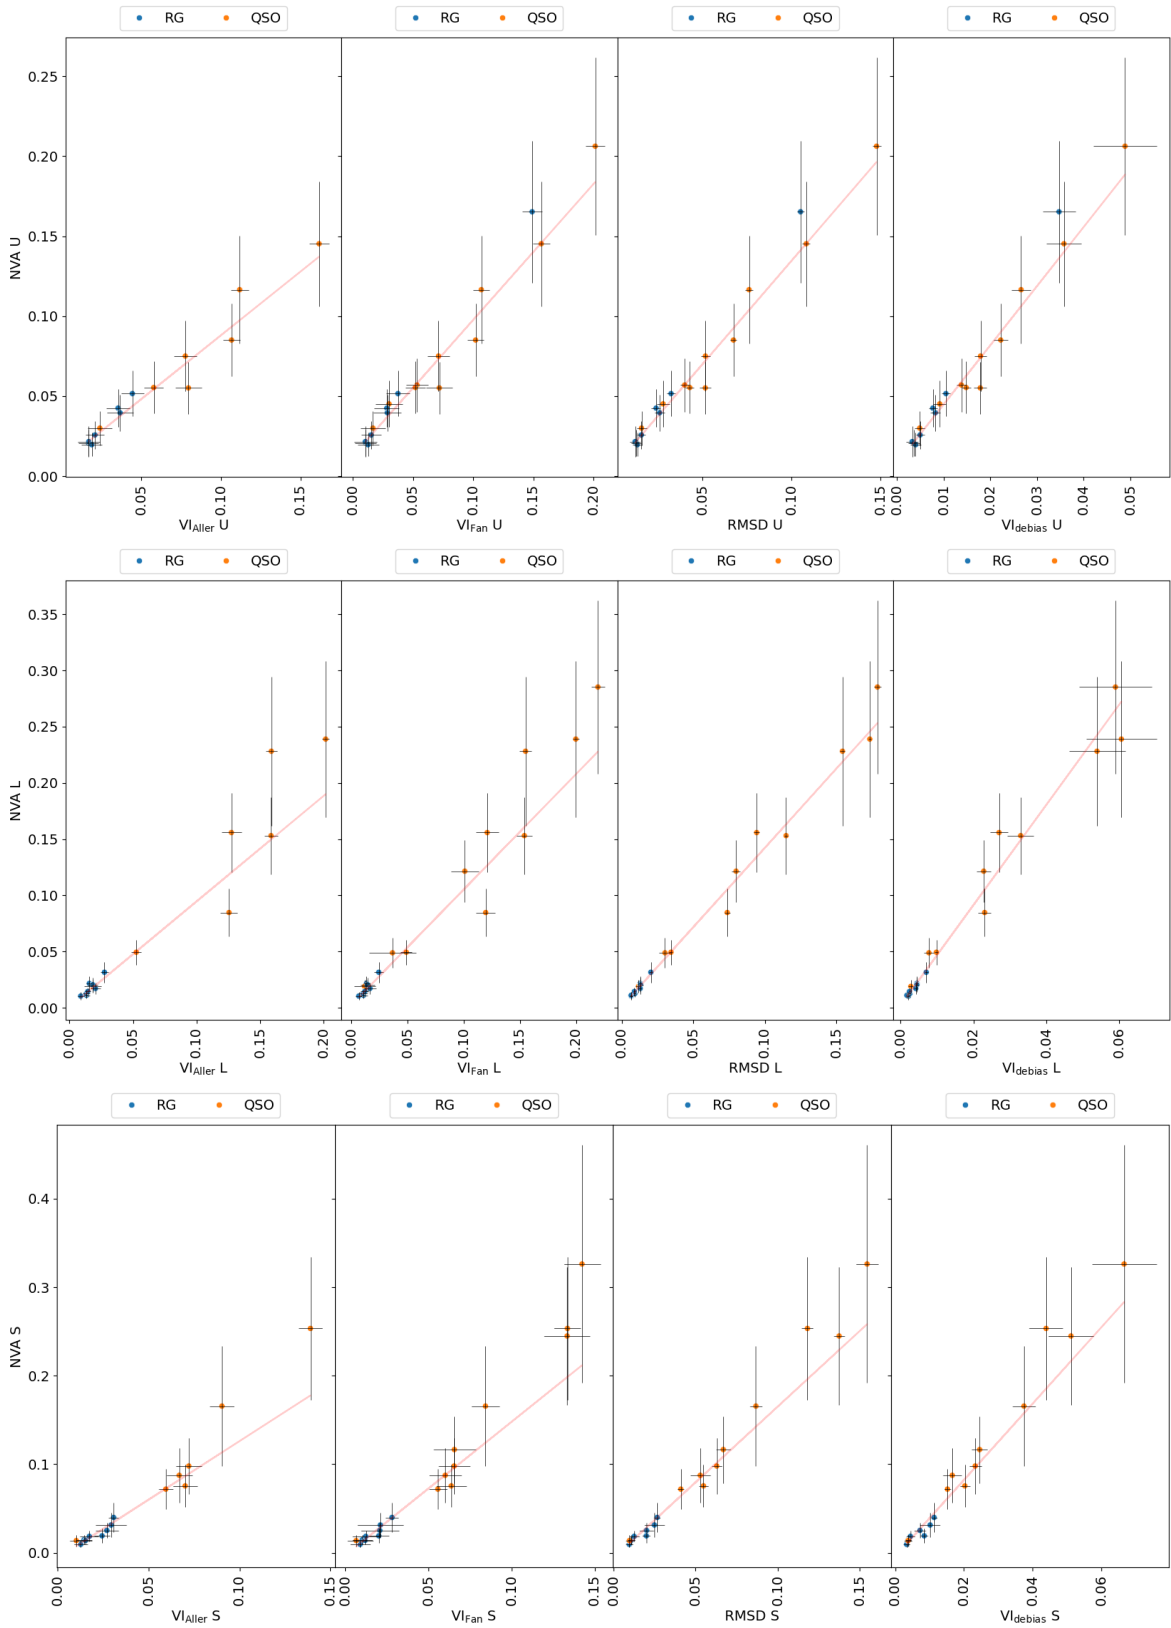 RG QSO RG QSO RG QSO RG QSO
0.25
0.20
0.15
0.10
0.05
0.00
NVA U
0.05 0.10 0.15 0.00 0.05 0.10 0.15 0.20 0.05 0.10 0.15 0.00 0.01 0.02 0.03 0.04 0.05
VI_Aller U VI_Fan U RMSD U VI_debias U
RG QSO RG QSO RG QSO RG QSO
0.35
0.30
0.25
0.20
0.15
0.10
0.05
0.00
NVA L
0.00 0.05 0.10 0.15 0.20 0.00 0.05 0.10 0.15 0.20 0.00 0.05 0.10 0.15 0.00 0.02 0.04 0.06
VI_Aller L VI_Fan L RMSD L VI_debias L
RG QSO RG QSO RG QSO RG QSO
0.4
0.3
0.2
0.1
0.0
NVA S
0.00 0.05 0.10 0.15 0.00 0.05 0.10 0.15 0.00 0.05 0.10 0.15 0.00 0.02 0.04 0.06
VI_Aller S VI_Fan S RMSD S VI_debias S